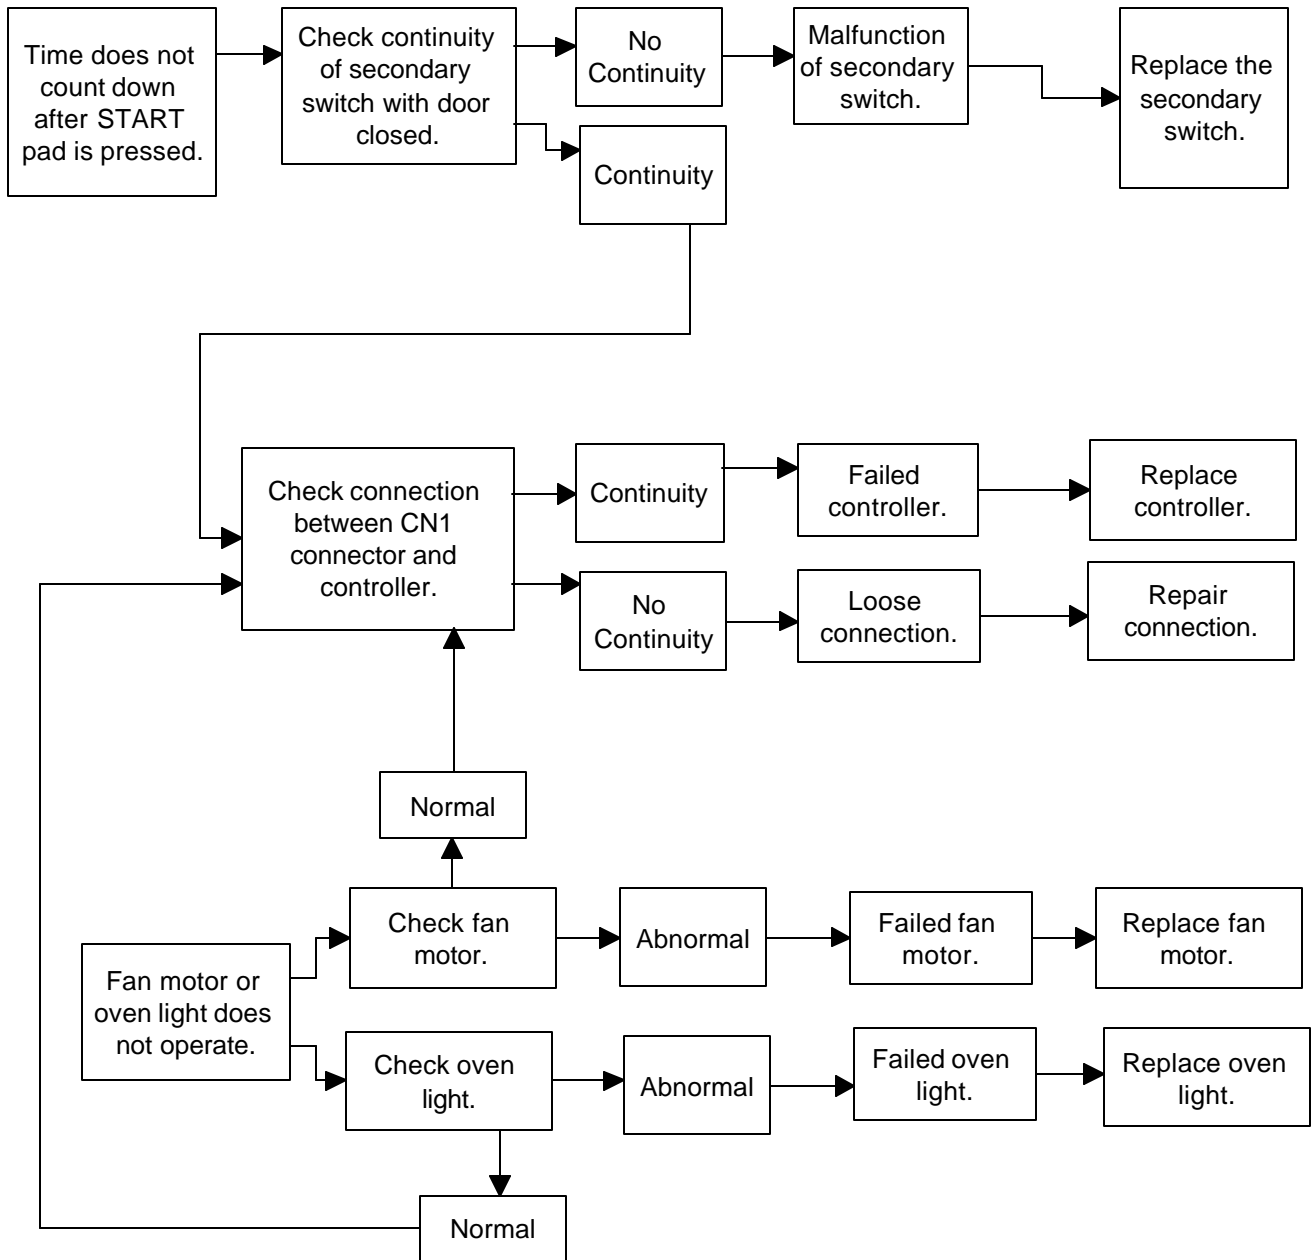 Time does not
count down
after START
pad is pressed.
Check continuity
of secondary
switch with door
closed.
No
Continuity
Malfunction
of secondary
switch.
Replace the
secondary
switch.
Continuity
Check connection
between CN1
connector and
controller.
Continuity
Failed
controller.
Replace
controller.
No
Continuity
Loose
connection.
Repair
connection.
Normal
Fan motor or
oven light does
not operate.
Check fan
motor.
Abnormal
Failed fan
motor.
Replace fan
motor.
Check oven
light.
Abnormal
Failed oven
light.
Replace oven
light.
Normal